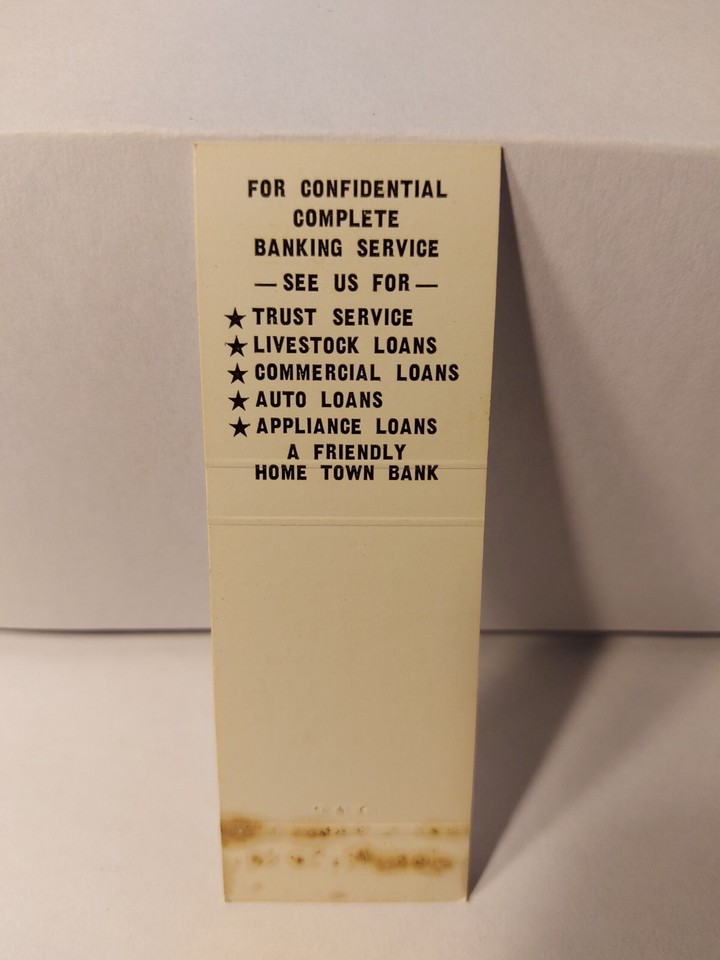 FOR CONFIDENTIAL
COMPLETE
BANKING SERVICE
— SEE US FOR —
★ TRUST SERVICE
★ LIVESTOCK LOANS
★ COMMERCIAL LOANS
★ AUTO LOANS
★ APPLIANCE LOANS
A FRIENDLY
HOME TOWN BANK